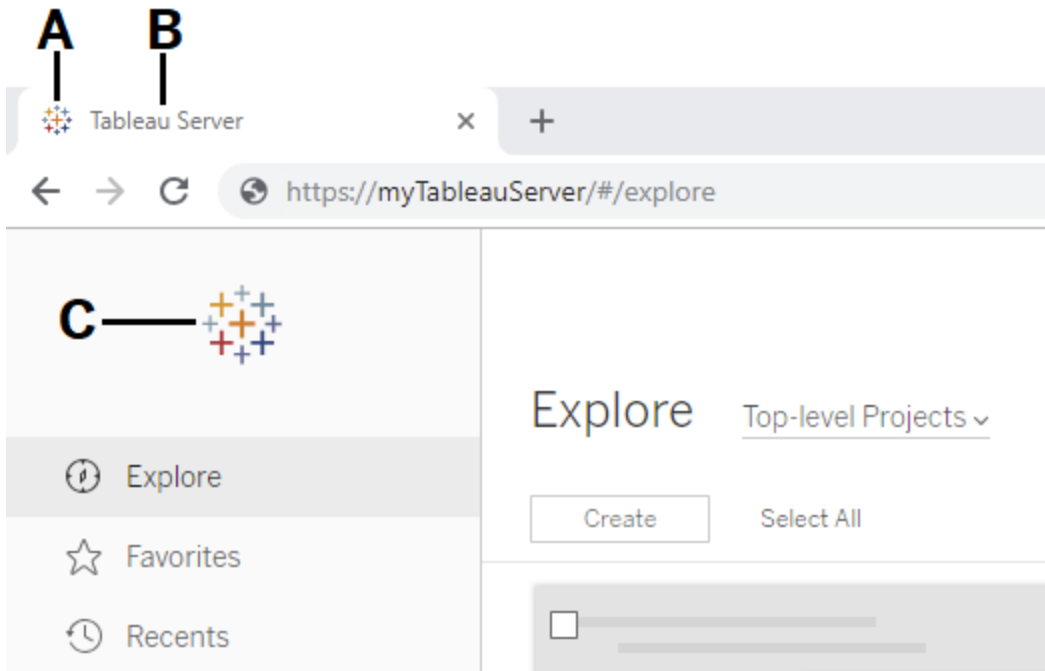 A B
Tableau Server
https://myTableauServer/#/explore
C
Explore Top-level Projects
Create Select All
Explore
Favorites
Recents